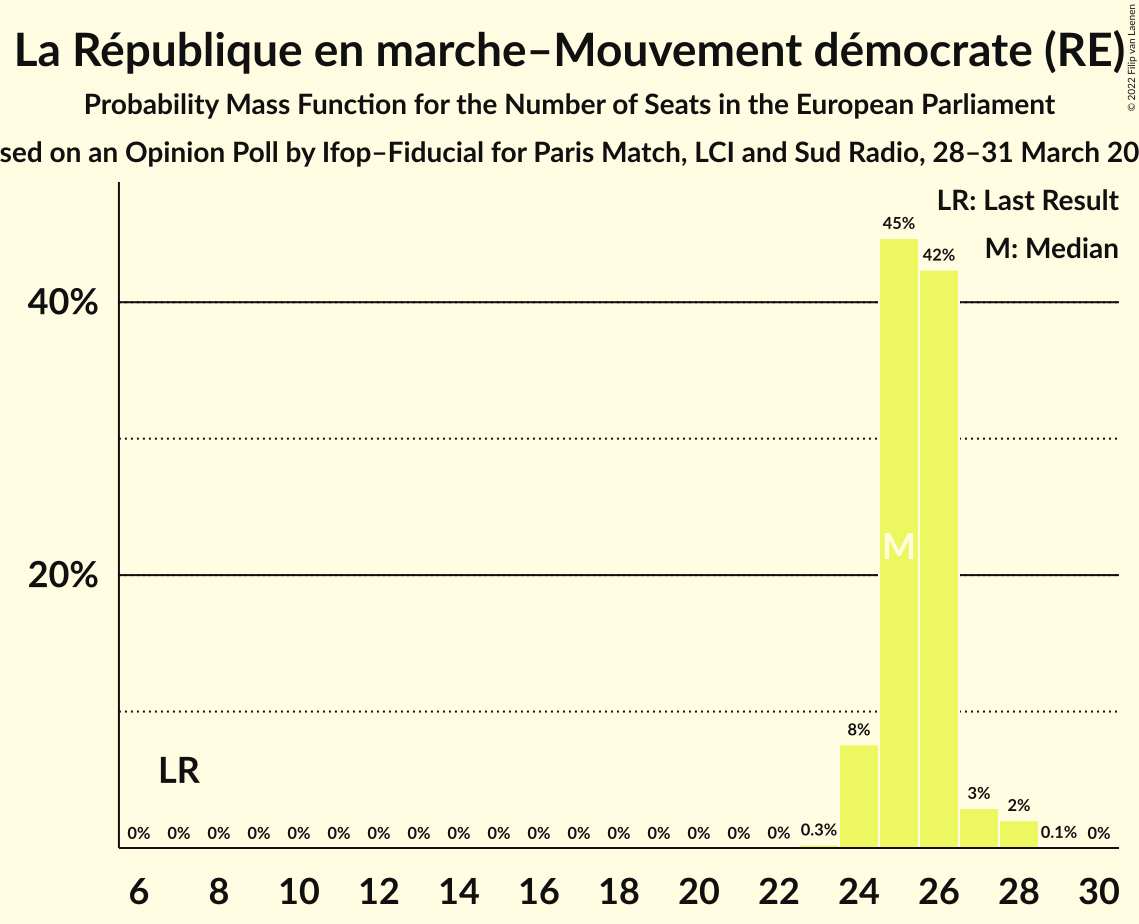 La République en marche–Mouvement démocrate (RE)
© 2022 Filip van Laenen
Probability Mass Function for the Number of Seats in the European Parliament
sed on an Opinion Poll by Ifop–Fiducial for Paris Match, LCI and Sud Radio, 28–31 March 20
LR: Last Result
M: Median
45%
42%
40%
M
20%
8%
LR
3%
2%
0% 0% 0% 0% 0% 0% 0% 0% 0% 0% 0% 0% 0% 0% 0% 0% 0% 0.3% 0.1% 0%
6 8 10 12 14 16 18 20 22 24 26 28 30